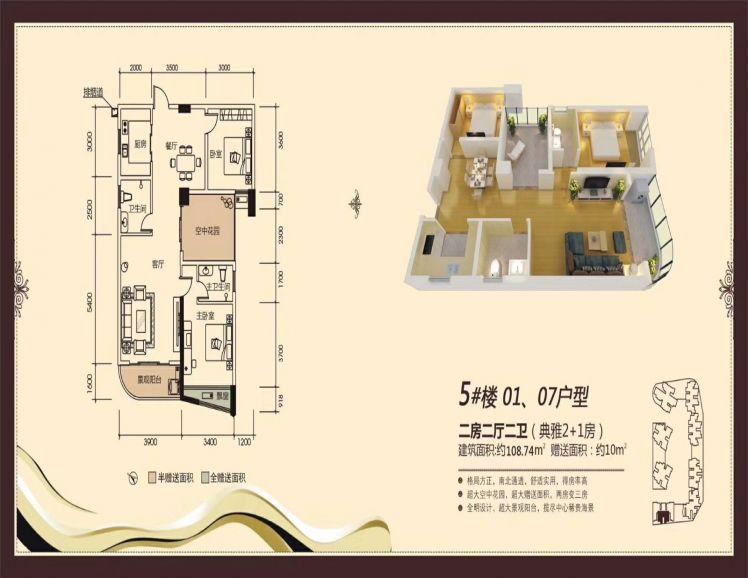 2000 3500 3000
排烟道
3000
2500
5400
1600
3600
700
2300
1700
3700
918
厨房
餐厅
卧室
卫生间
空中花园
客厅
主卫生间
主卧室
景观阳台
飘窗
3900 3400 1200
半赠送面积 全赠送面积
5#楼 01、07户型
二房二厅二卫（典雅2+1房）
建筑面积:约108.74m² 赠送面积：约10m²
格局方正，南北通透，舒适实用，得房率高
超大空中花园，超大赠送面积，两房变三房
全明设计、超大景观阳台，揽尽中心稀贵海景